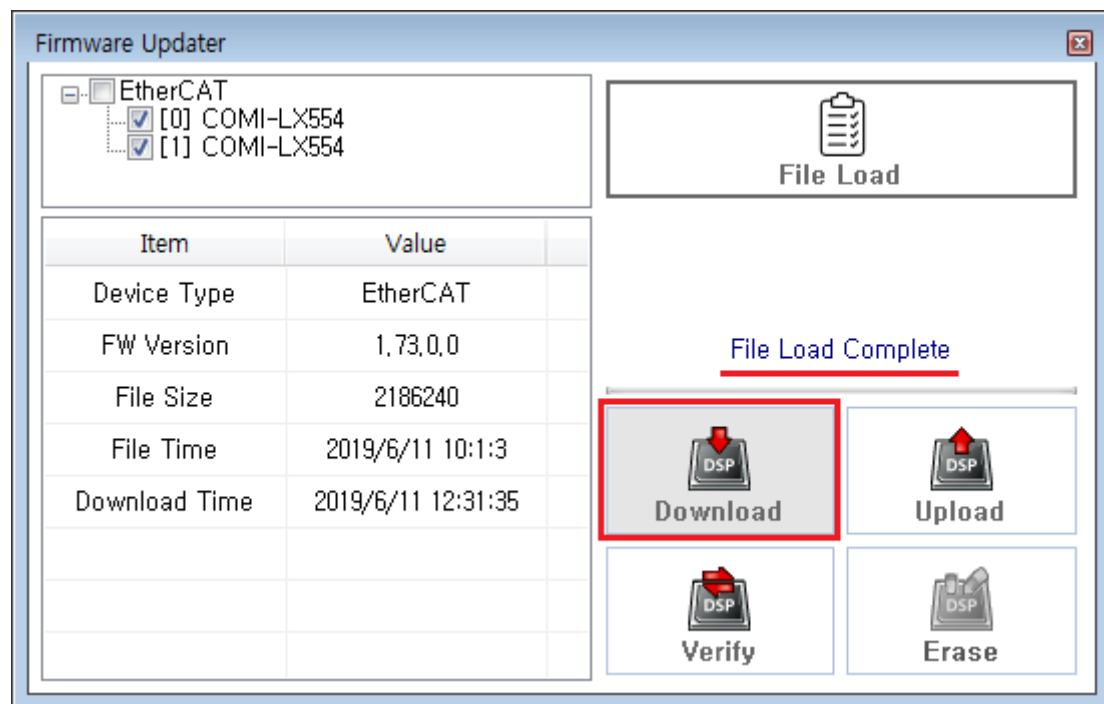 Firmware Updater
EtherCAT
[0] COMI-LX554
[1] COMI-LX554
File Load
Item Value
Device Type EtherCAT
FW Version 1,73,0,0
File Size 2186240
File Time 2019/6/11 10:1:3
Download Time 2019/6/11 12:31:35
File Load Complete
DSP DSP
Download Upload
DSP DSP
Verify Erase